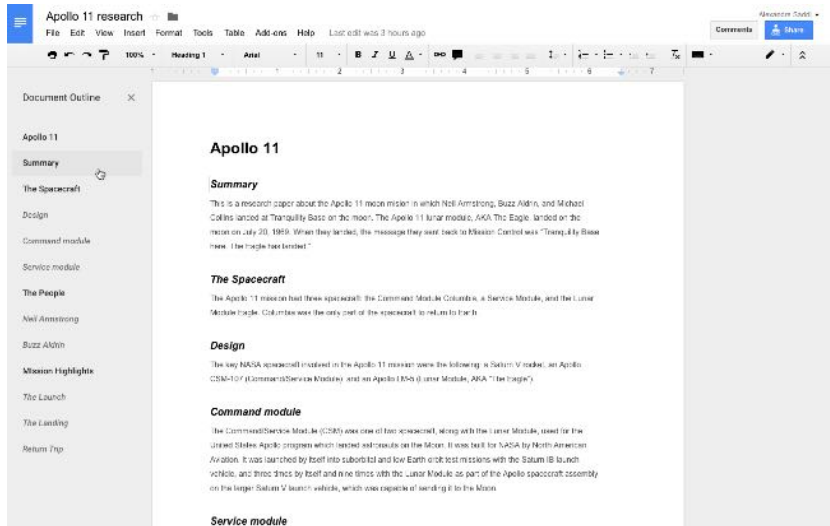 Apollo 11 research
Alexandre Saddi
File Edit View Insert Format Tools Table Add-ons Help Last edit was 3 hours ago
Comments Share
100% Heading 1 Arial 11 B I U A
1 2 3 4 5 6 7
Document Outline
Apollo 11
Summary
The Spacecraft
Design
Command module
Service module
The People
Neil Armstrong
Buzz Aldrin
Mission Highlights
The Launch
The Landing
Return Trip
Apollo 11
Summary
This is a research paper about the Apollo 11 moon mision in which Neil Armstrong, Buzz Aldrin, and Michael
Collins landed at Tranquility Base on the moon. The Apollo 11 lunar module, AKA The Eagle, landed on the
moon on July 20, 1969. When they landed, the message they sent back to Mission Control was "Tranquility Base
here. The Eagle has landed."
The Spacecraft
The Apollo 11 mission had three spacecraft: the Command Module Columbia, a Service Module, and the Lunar
Module Eagle. Columbia was the only part of the spacecraft to return to Earth.
Design
The key NASA spacecraft involved in the Apollo 11 mission were the following: a Saturn V rocket, an Apollo
CSM-107 (Command/Service Module), and an Apollo LM-5 (Lunar Module, AKA "The Eagle")
Command module
The Command/Service Module (CSM) was one of two spacecraft, along with the Lunar Module, used for the
United States Apollo program which landed astronauts on the Moon. It was built for NASA by North American
Aviation. It was launched by itself into suborbital and low Earth orbit test missions with the Saturn IB launch
vehicle, and three times by itself and nine times with the Lunar Module as part of the Apollo spacecraft assembly
on the larger Saturn V launch vehicle, which was capable of sending it to the Moon.
Service module